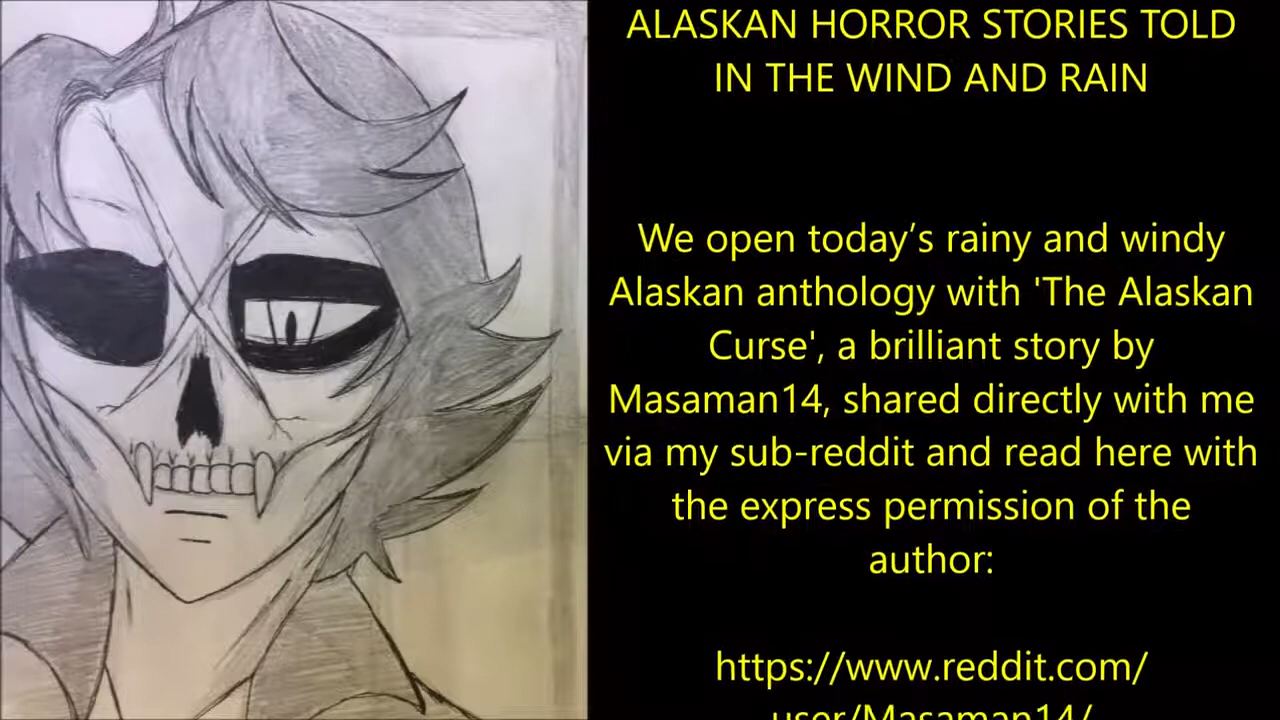 ALASKAN HORROR STORIES TOLD
IN THE WIND AND RAIN
We open today’s rainy and windy
Alaskan anthology with 'The Alaskan
Curse', a brilliant story by
Masaman14, shared directly with me
via my sub-reddit and read here with
the express permission of the
author:
https://www.reddit.com/
user/Masaman14/